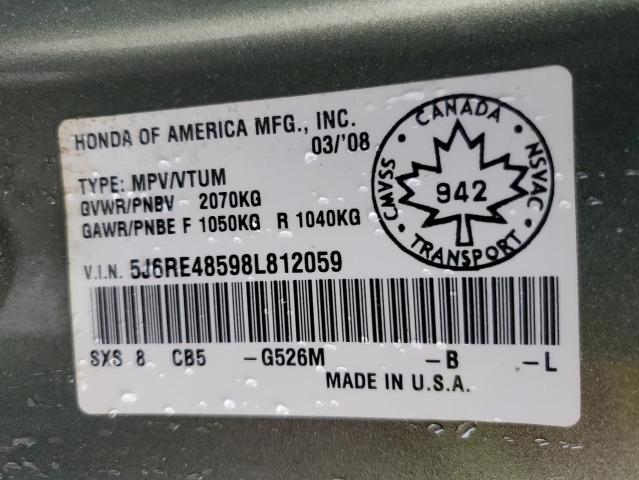 HONDA OF AMERICA MFG., INC.
03/'08
TYPE: MPV/VTUM
GVWR/PNBV 2070KG
GAWR/PNBE F 1050KG R 1040KG
V.I.N. 5J6RE48598L812059
SXS 8 CB5 -G526M -B -L
MADE IN U.S.A.
CANADA
CMVSS
942
NSVAC
TRANSPORT